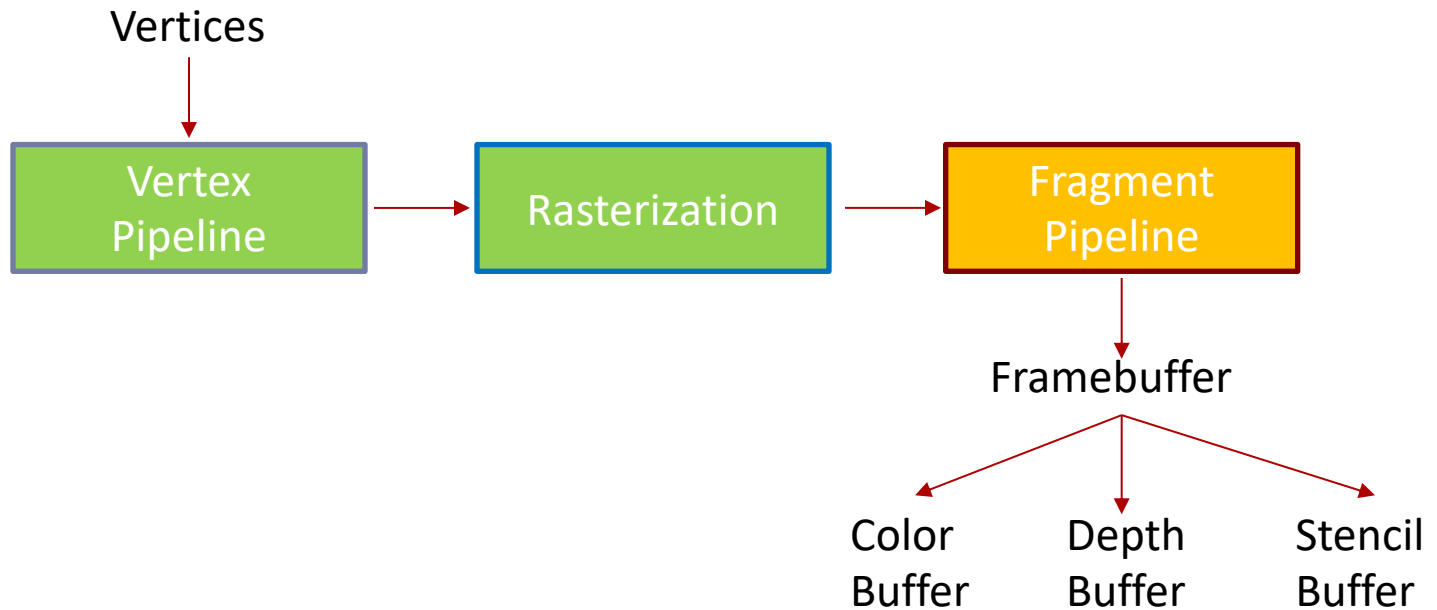 Vertices
Vertex
Pipeline
Rasterization
Fragment
Pipeline
Framebuffer
Color
Buffer
Depth
Buffer
Stencil
Buffer